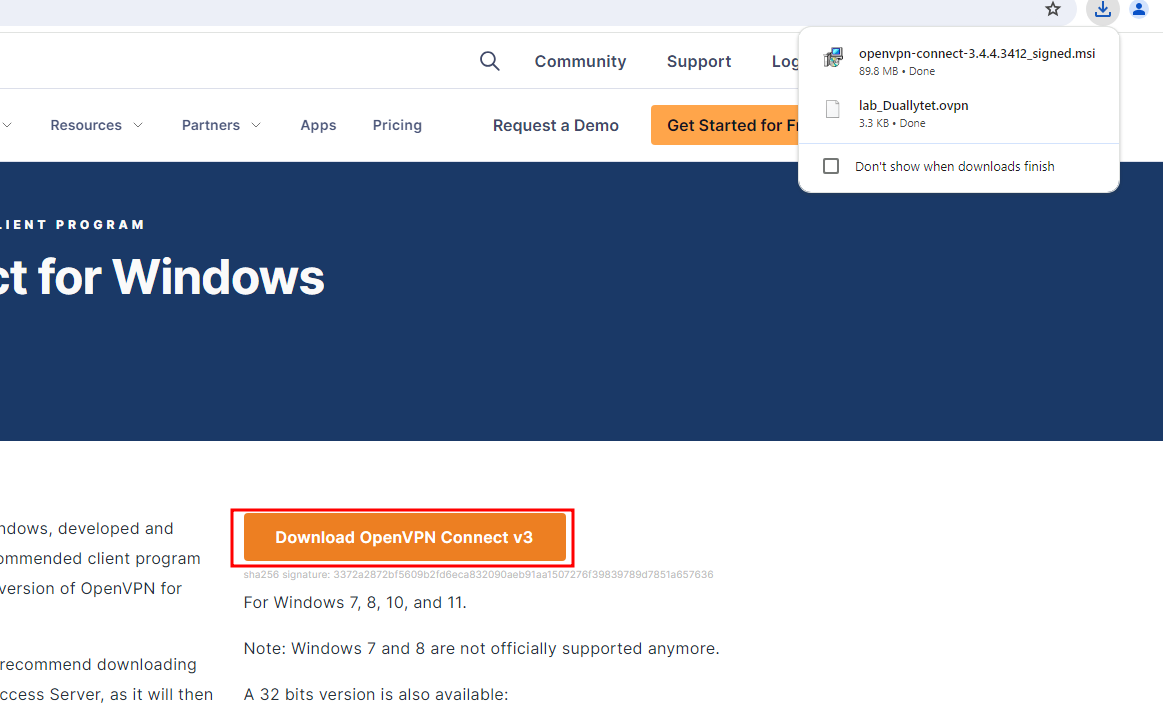 openvpn-connect-3.4.4.3412_signed.msi
89.8 MB • Done
lab_Duallytet.ovpn
3.3 KB • Done
Don't show when downloads finish
Community Support Log
Resources Partners Apps Pricing Request a Demo Get Started for Fr
LIENT PROGRAM
ct for Windows
ndows, developed and
ommended client program
version of OpenVPN for
recommend downloading
ccess Server, as it will then
Download OpenVPN Connect v3
sha256 signature: 3372a2872bf5609b2fd6eca832090aeb91aa1507276f39839789d7851a657636
For Windows 7, 8, 10, and 11.
Note: Windows 7 and 8 are not officially supported anymore.
A 32 bits version is also available: